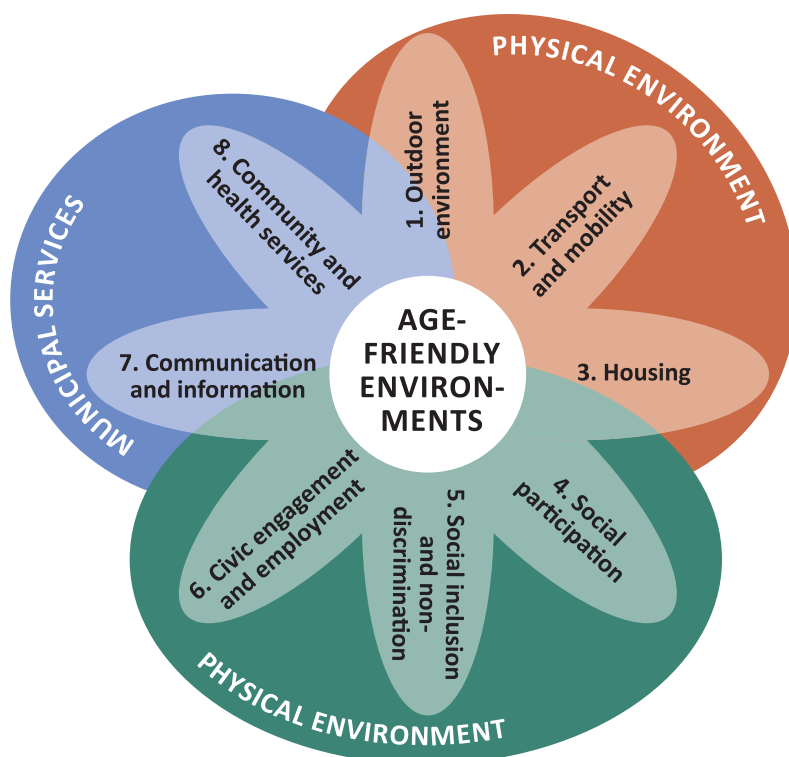 PHYSICAL ENVIRONMENT
MUNICIPAL SERVICES
PHYSICAL ENVIRONMENT
AGE-
FRIENDLY
ENVIRON-
MENTS
1. Outdoor
environment
2. Transport
and mobility
3. Housing
4. Social
participation
5. Social inclusion
and non-
discrimination
6. Civic engagement
and employment
7. Communication
and information
8. Community and
health services